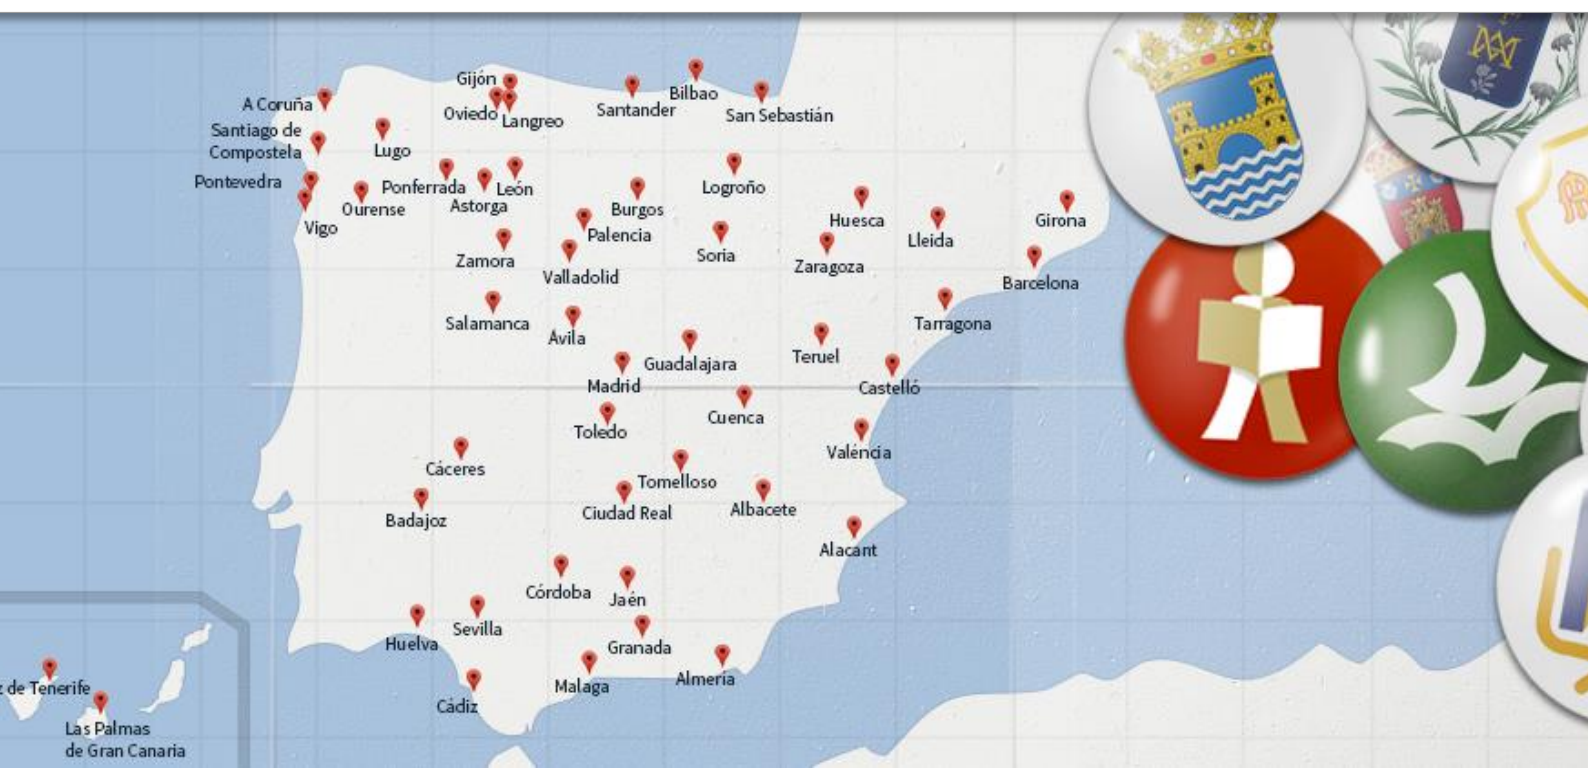 Gijón
Bilbao
A Coruña
Oviedo
Langreo
Santander
San Sebastián
Santiago de
Compostela
Lugo
Pontevedra
Ponferrada
León
Logroño
Ourense
Astorga
Burgos
Huesca
Girona
Vigo
Palencia
Lleida
Zamora
Soria
Zaragoza
Valladolid
Barcelona
Salamanca
Ávila
Tarragona
Guadalajara
Teruel
Madrid
Castelló
Cuenca
Toledo
Valéncia
Cáceres
Tomelloso
Badajoz
Ciudad Real
Albacete
Alacant
Córdoba
Jaén
Huelva
Sevilla
Granada
Malaga
Almería
Cádiz
z de Tenerife
Las Palmas
de Gran Canaria